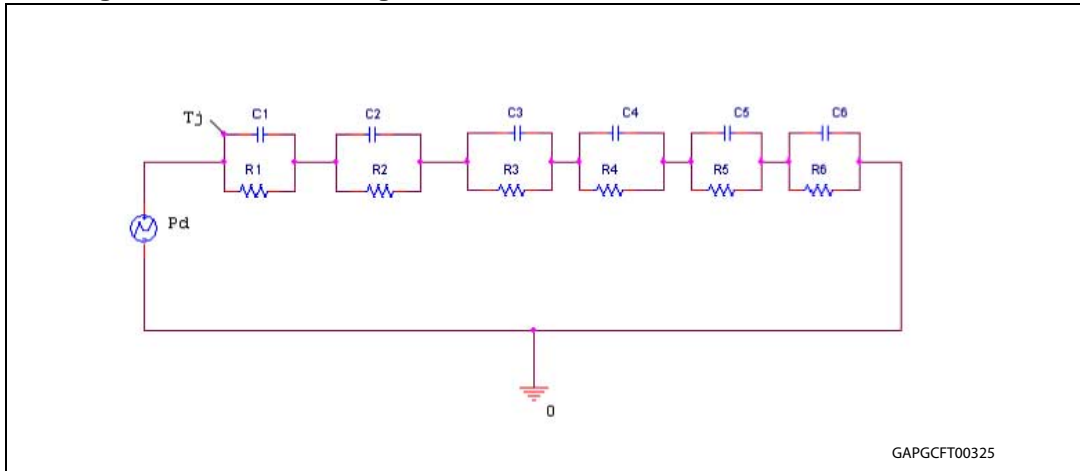 Tj
C1 C2 C3 C4 C5 C6
R1 R2 R3 R4 R5 R6
Pd
0
GAPGCFT00325